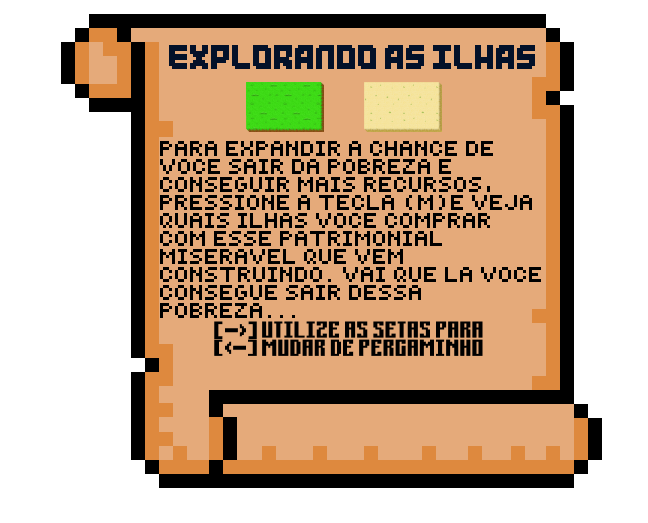 EXPLORANDO AS ILHAS
PARA EXPANDIR A CHANCE DE
VOCE SAIR DA POBREZA E
CONSEGUIR MAIS RECURSOS,
PRESSIONE A TECLA (M)E VEJA
QUAIS ILHAS VOCE COMPRAR
COM ESSE PATRIMONIAL
MISERAVEL QUE VEM
CONSTRUINDO. VAI QUE LA VOCE
CONSEGUE SAIR DESSA
POBREZA...
[->]UTILIZE AS SETAS PARA
[<-]MUDAR DE PERGAMINHO